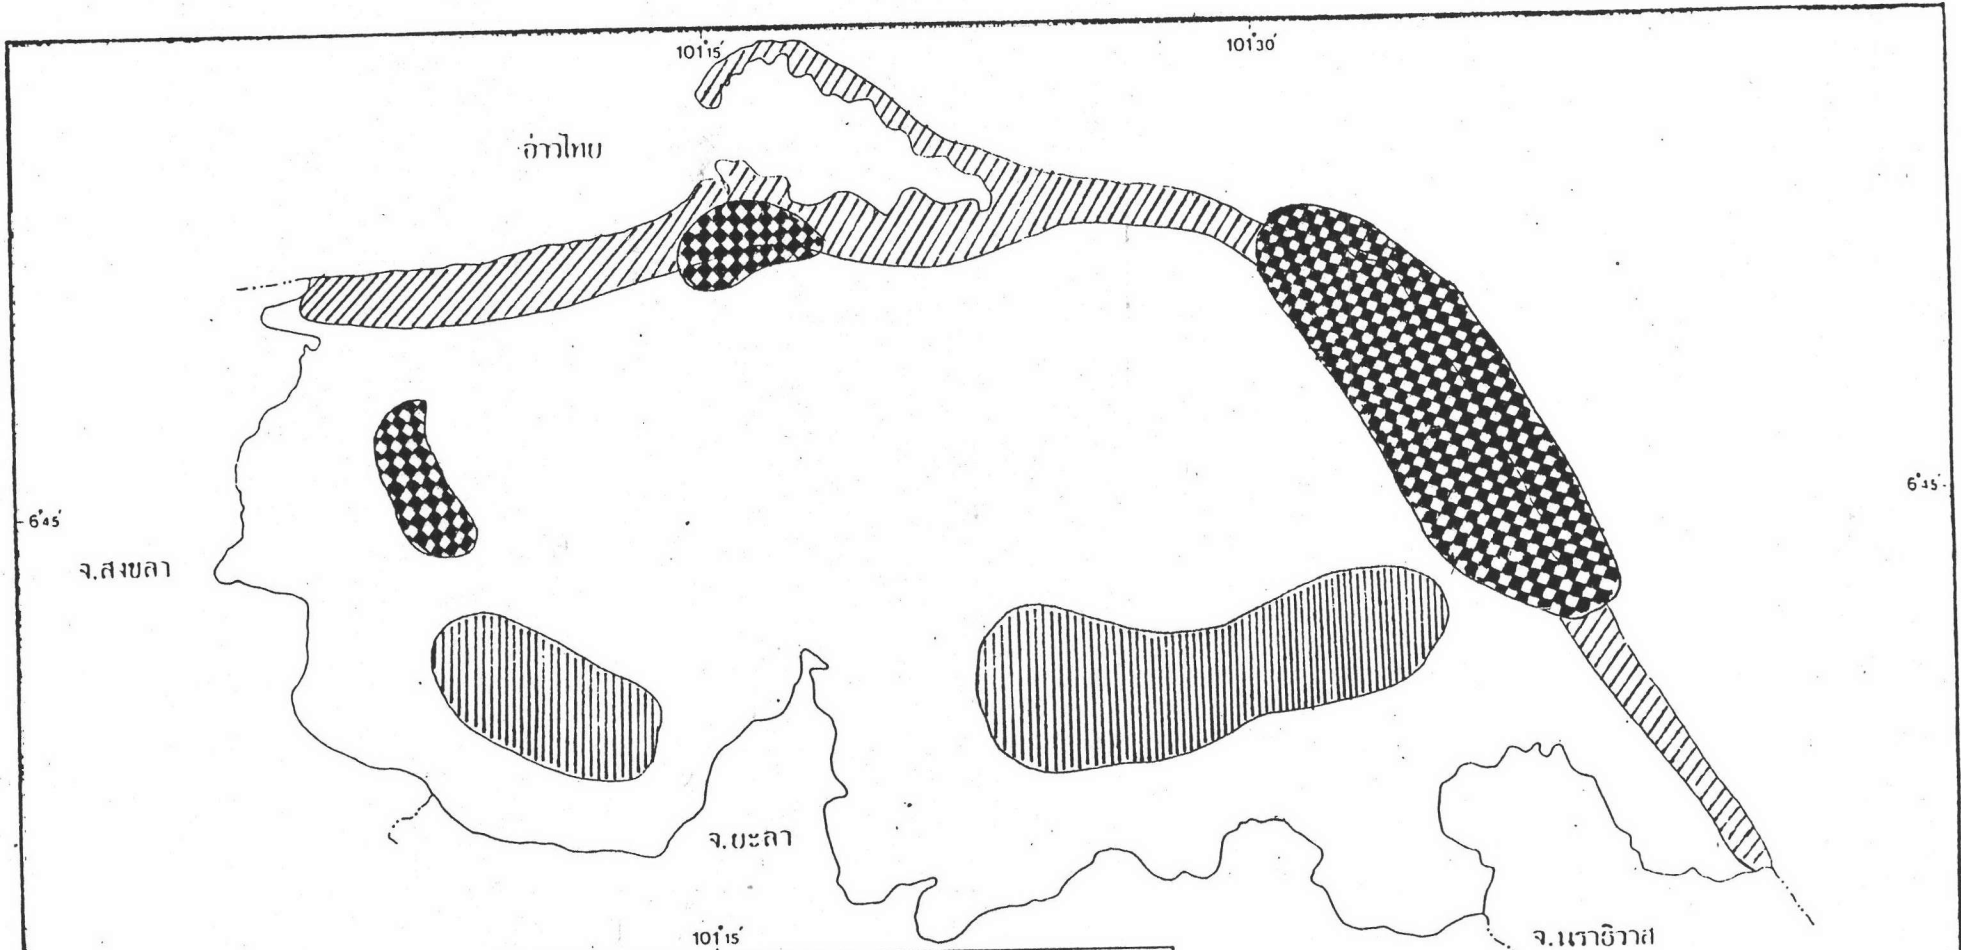 101°15′ 101°30′
อ่าวไทย
6°45′
6°45′
จ.สงขลา
จ.ยะลา
101°15′
จ.นราธิวาส